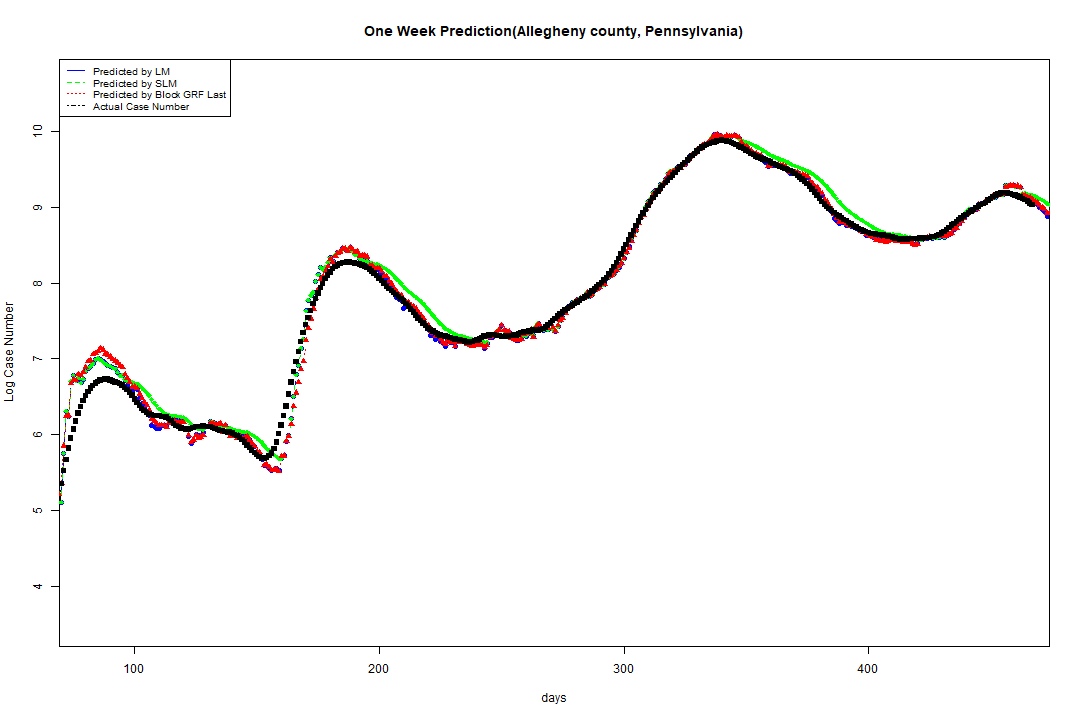 One Week Prediction(Allegheny county, Pennsylvania)
Predicted by LM
Predicted by SLM
Predicted by Block GRF Last
Actual Case Number
10
9
8
7
6
5
4
Log Case Number
100 200 300 400
days